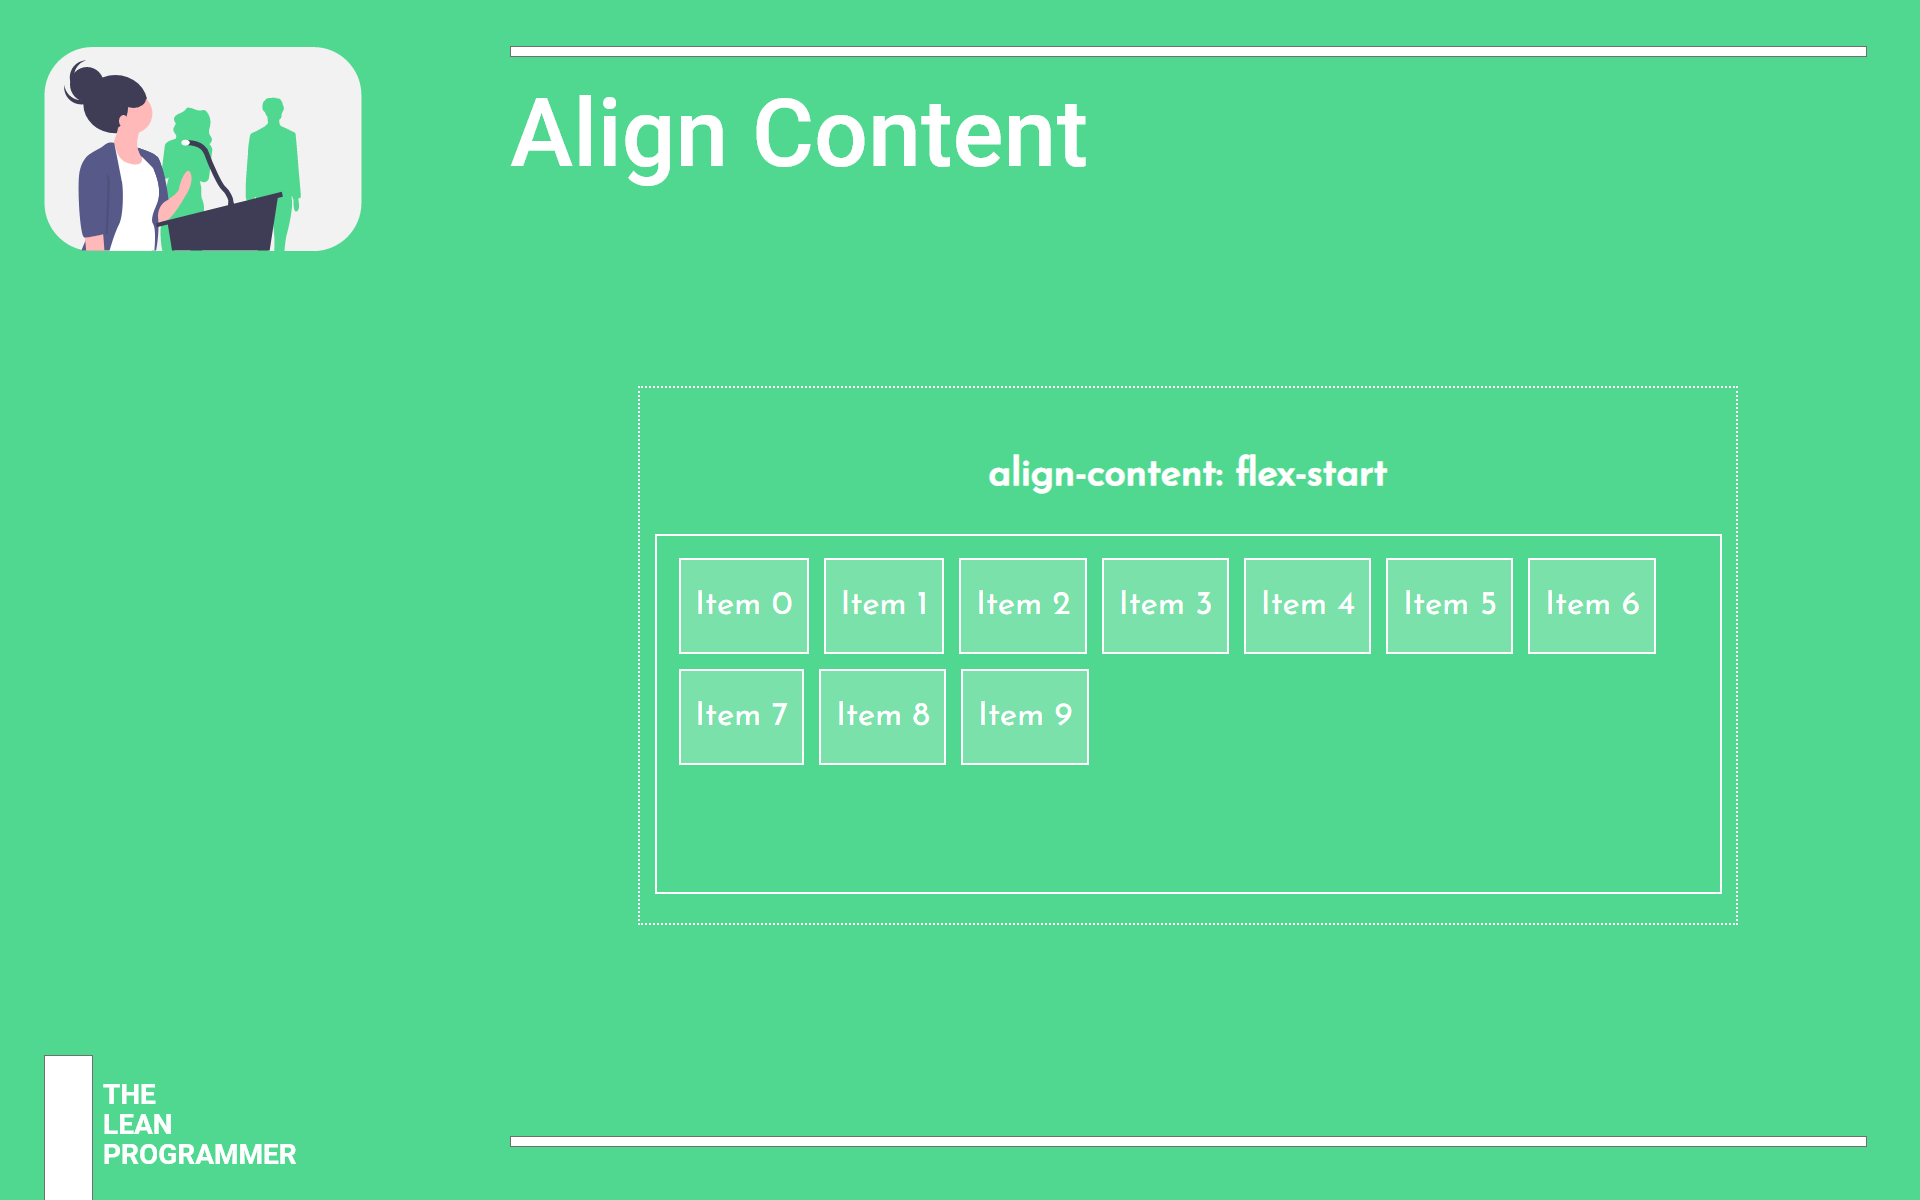 Align Content
align-content: flex-start
Item 0 Item 1 Item 2 Item 3 Item 4 Item 5 Item 6
Item 7 Item 8 Item 9
THE
LEAN
PROGRAMMER